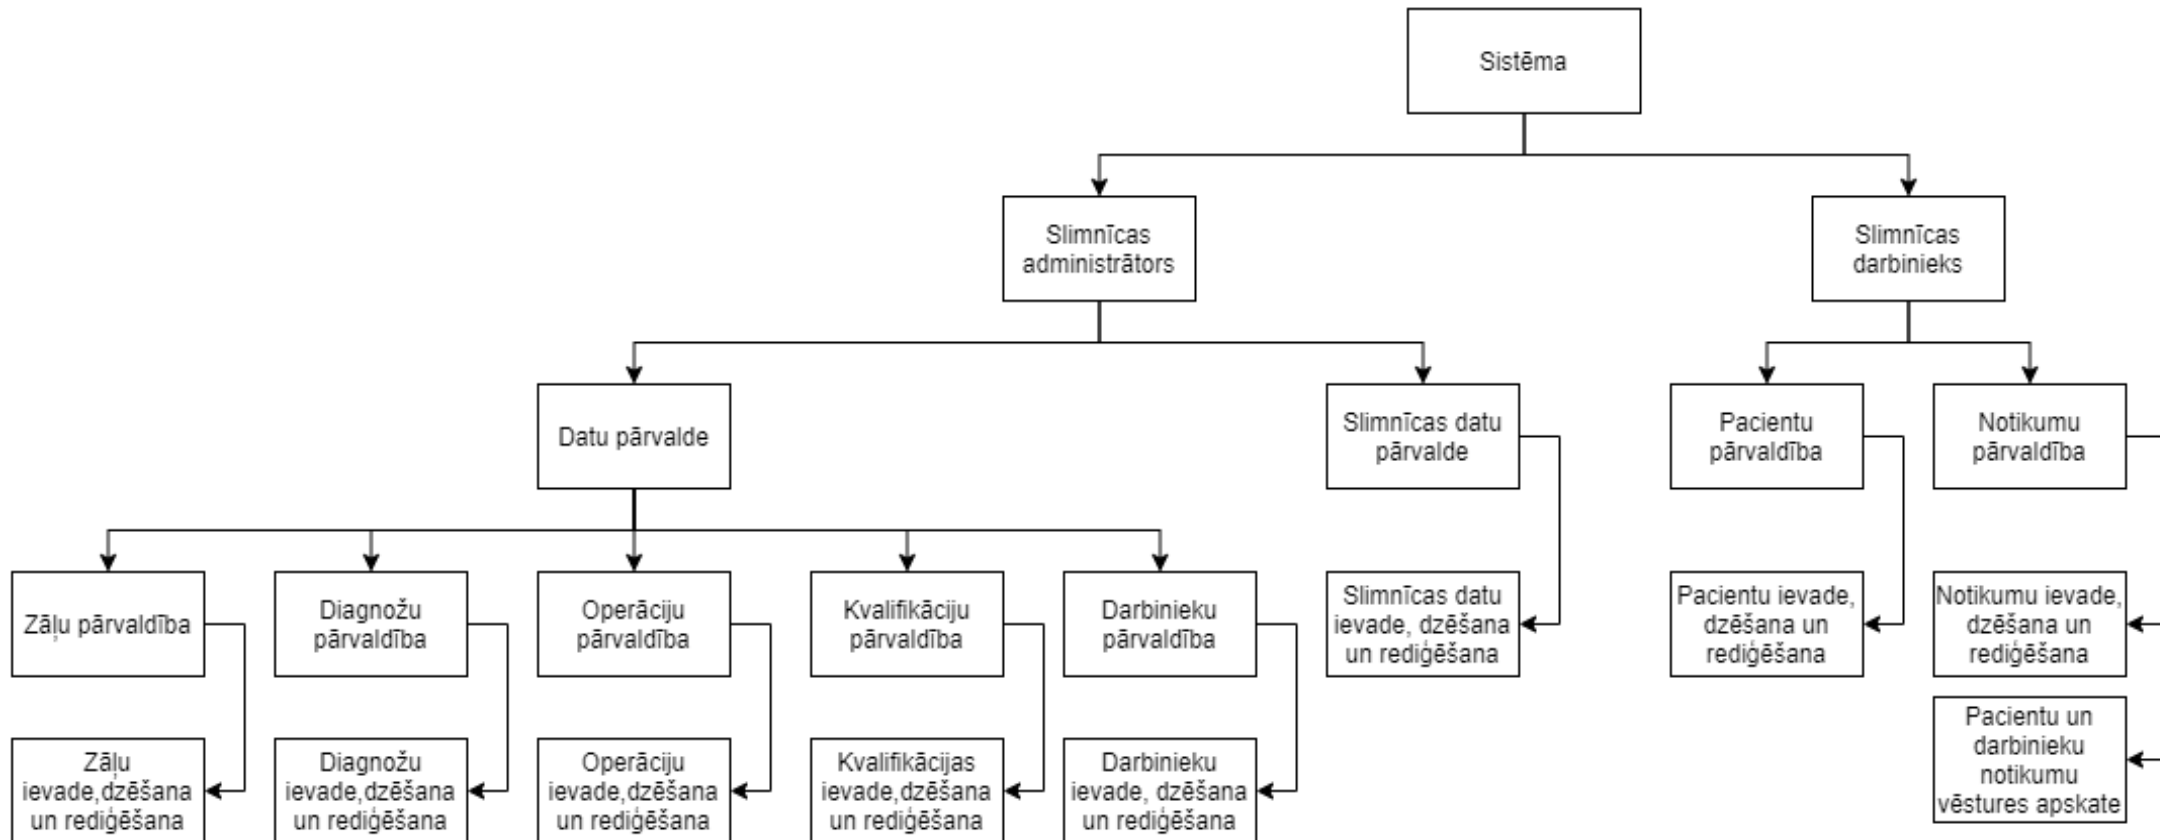 Sistēma
Slimnīcas
administrātors
Slimnīcas
darbinieks
Datu pārvalde
Slimnīcas datu
pārvalde
Pacientu
pārvaldība
Notikumu
pārvaldība
Zāļu pārvaldība
Diagnožu
pārvaldība
Operāciju
pārvaldība
Kvalifikāciju
pārvaldība
Darbinieku
pārvaldība
Slimnīcas datu
ievade, dzēšana
un rediģēšana
Pacientu ievade,
dzēšana un
rediģēšana
Notikumu ievade,
dzēšana un
rediģēšana
Zāļu
ievade,dzēšana
un rediģēšana
Diagnožu
ievade,dzēšana
un rediģēšana
Operāciju
ievade,dzēšana
un rediģēšana
Kvalifikācijas
ievade,dzēšana
un rediģēšana
Darbinieku
ievade, dzēšana
un rediģēšana
Pacientu un
darbinieku
notikumu
vēstures apskate